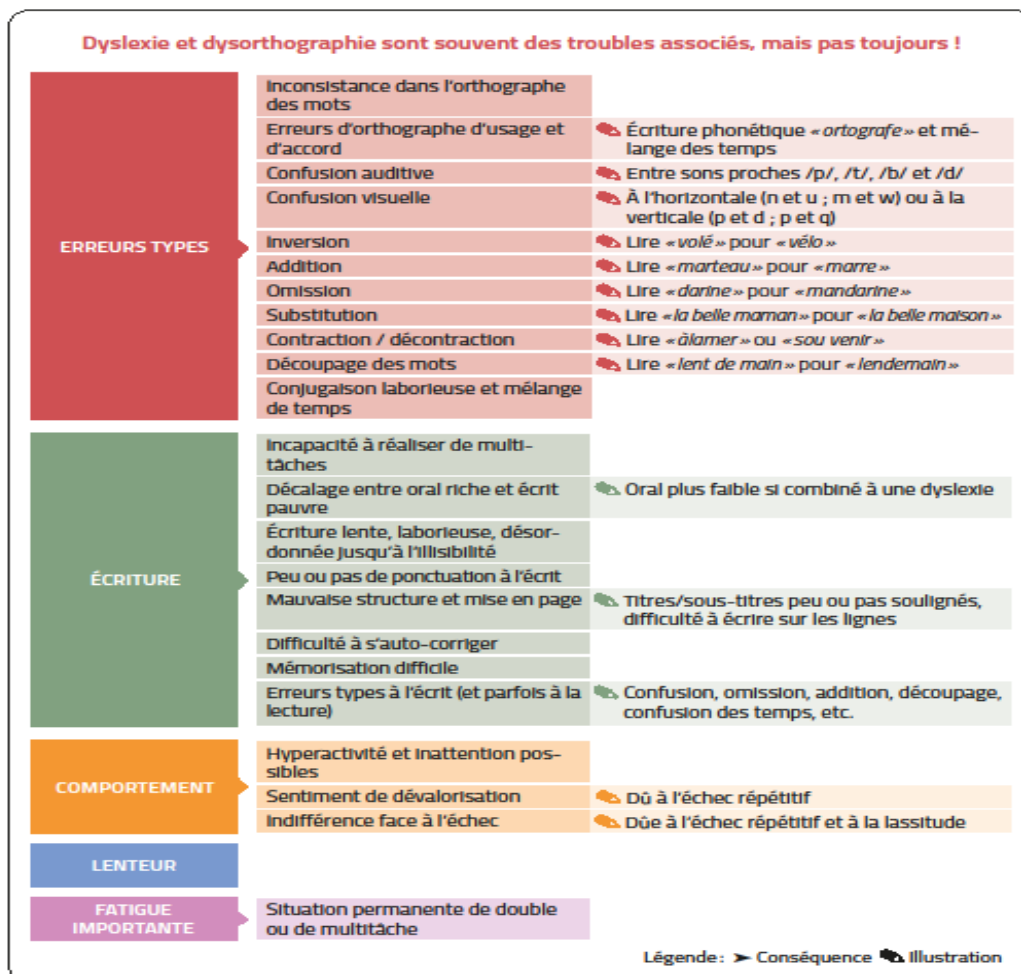 Dyslexie et dysorthographie sont souvent des troubles associés, mais pas toujours !
ERREURS TYPES
Inconsistance dans l'orthographe
des mots
Erreurs d'orthographe d'usage et
d'accord
Écriture phonétique « ortografe » et mé-
lange des temps
Confusion auditive
Entre sons proches /p/, /t/, /b/ et /d/
Confusion visuelle
À l'horizontale (n et u ; m et w) ou à la
verticale (p et d ; p et q)
Inversion
Lire « volé » pour « vélo »
Addition
Lire « marteau » pour « marre »
Omission
Lire « darine » pour « mandarine »
Substitution
Lire « la belle maman » pour « la belle maison »
Contraction / décontraction
Lire « àlamer » ou « sou venir »
Découpage des mots
Lire « lent de main » pour « lendemain »
Conjugaison laborieuse et mélange
de temps
ÉCRITURE
Incapacité à réaliser de multi-
tâches
Décalage entre oral riche et écrit
pauvre
Oral plus faible si combiné à une dyslexie
Écriture lente, laborieuse, désor-
donnée jusqu'à l'illisibilité
Peu ou pas de ponctuation à l'écrit
Mauvaise structure et mise en page
Titres/sous-titres peu ou pas soulignés,
difficulté à écrire sur les lignes
Difficulté à s'auto-corriger
Mémorisation difficile
Erreurs types à l'écrit (et parfois à la
lecture)
Confusion, omission, addition, découpage,
confusion des temps, etc.
COMPORTEMENT
Hyperactivité et inattention pos-
sibles
Sentiment de dévalorisation
Dû à l'échec répétitif
Indifférence face à l'échec
Dûe à l'échec répétitif et à la lassitude
LENTEUR
FATIGUE
IMPORTANTE
Situation permanente de double
ou de multitâche
Légende : ➤ Conséquence ✎ Illustration